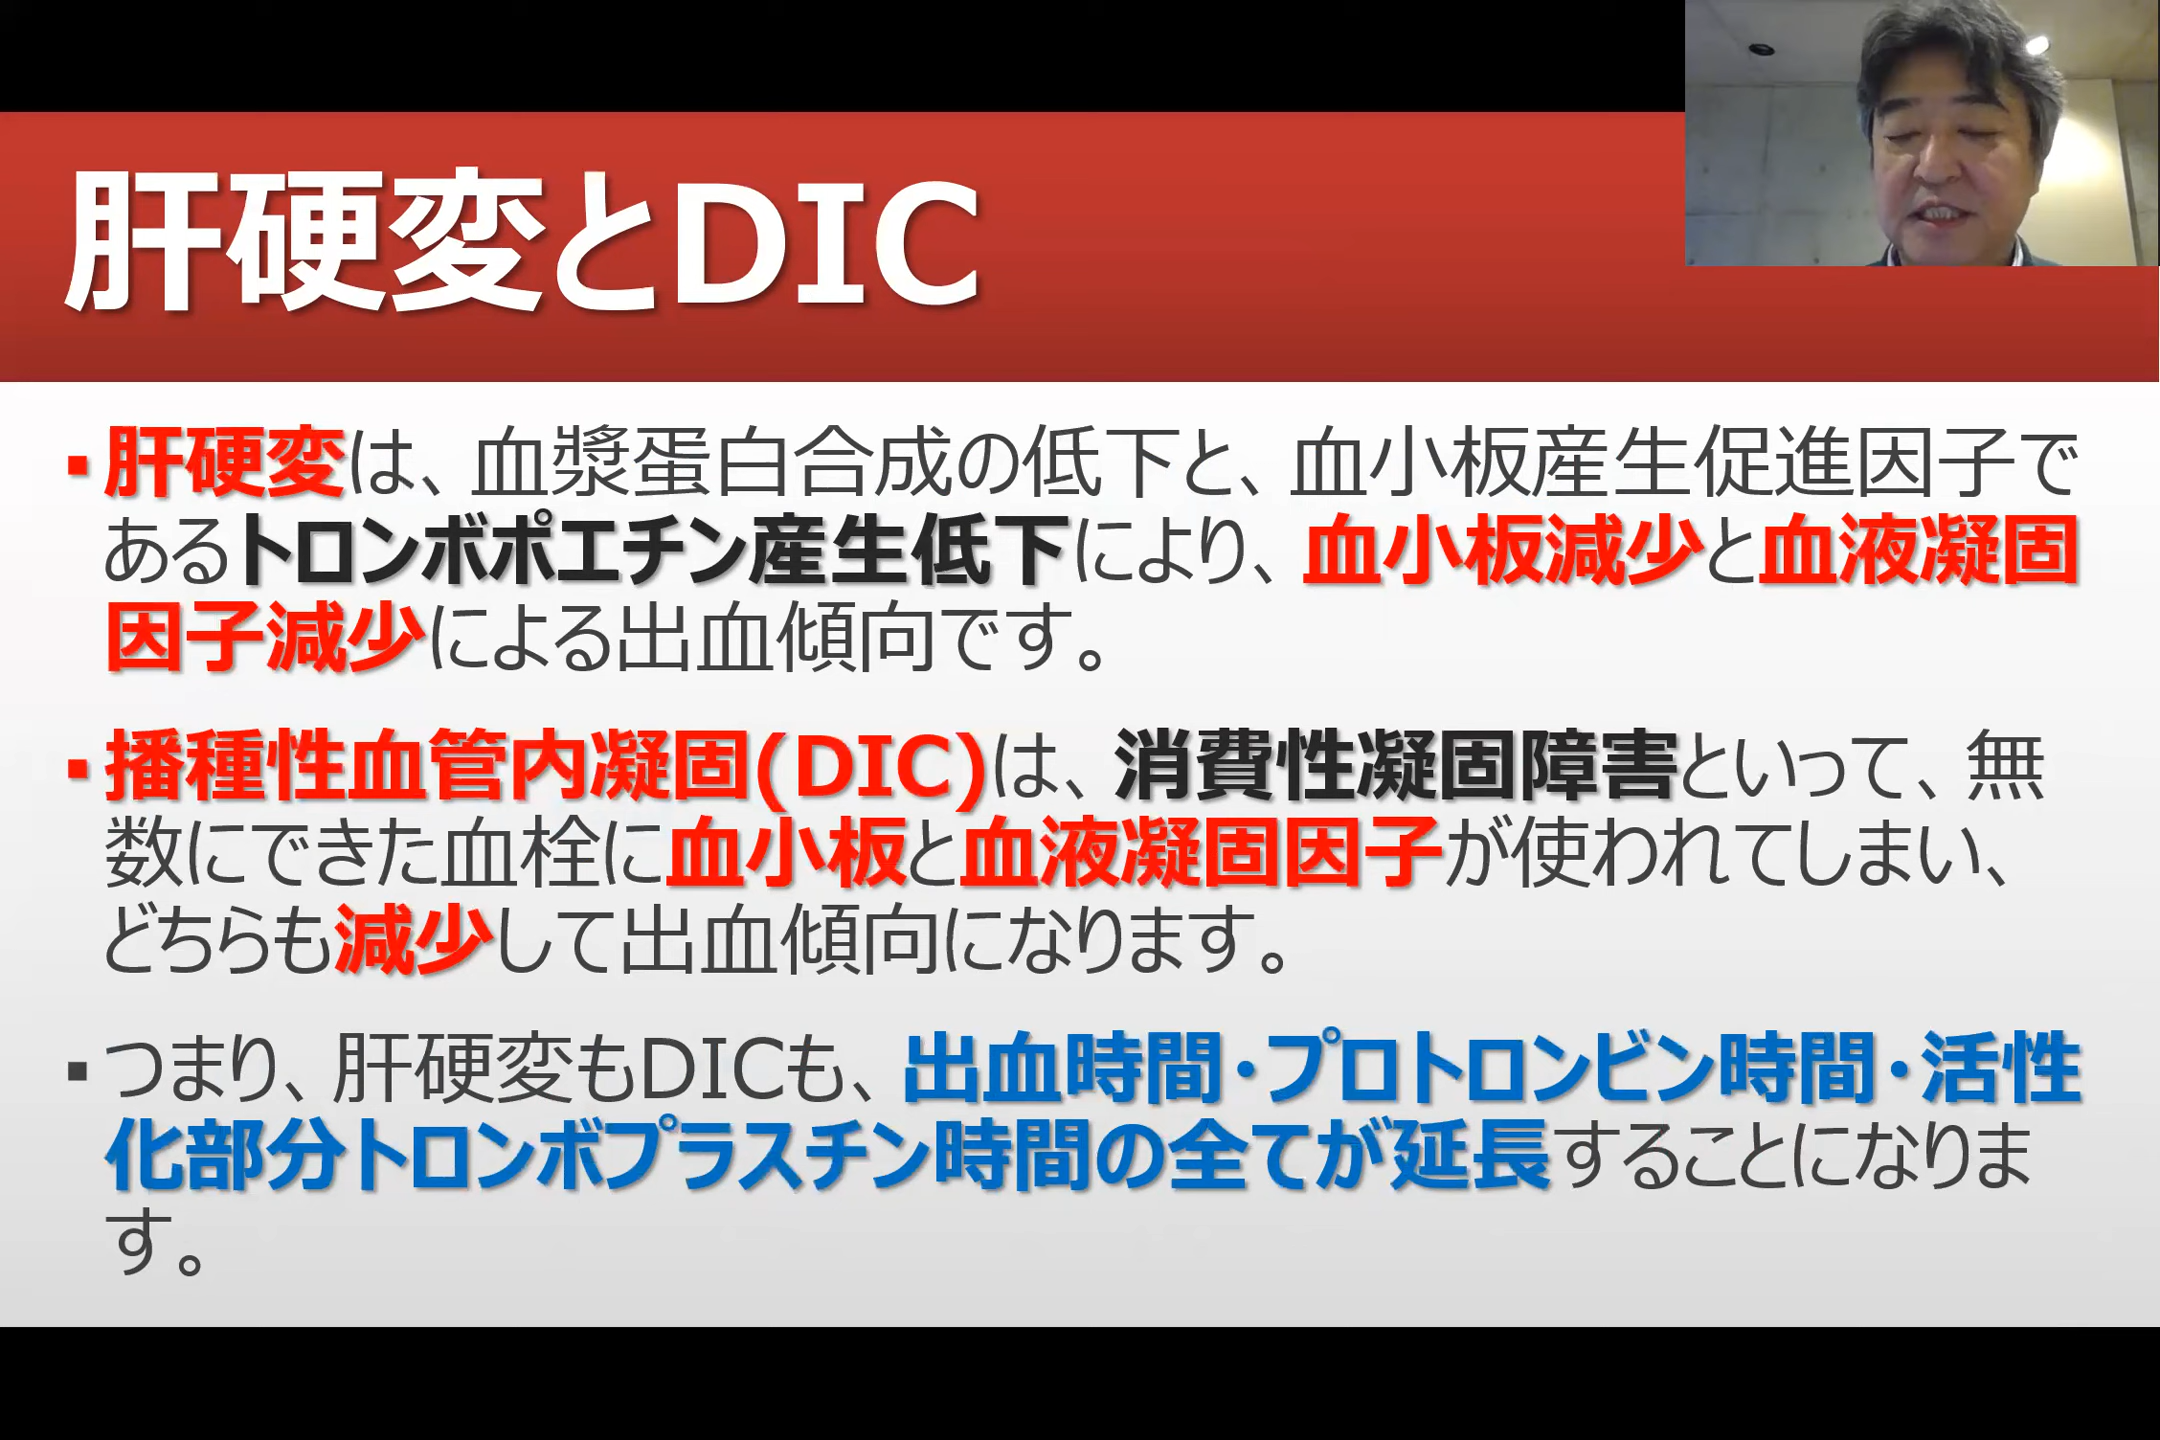 肝硬変とDIC
▪肝硬変は、血漿蛋白合成の低下と、血小板産生促進因子で
あるトロンボポエチン産生低下により、血小板減少と血液凝固
因子減少による出血傾向です。
▪播種性血管内凝固(DIC)は、消費性凝固障害といって、無
数にできた血栓に血小板と血液凝固因子が使われてしまい、
どちらも減少して出血傾向になります。
▪つまり、肝硬変もDICも、出血時間・プロトロンビン時間・活性
化部分トロンボプラスチン時間の全てが延長することになりま
す。